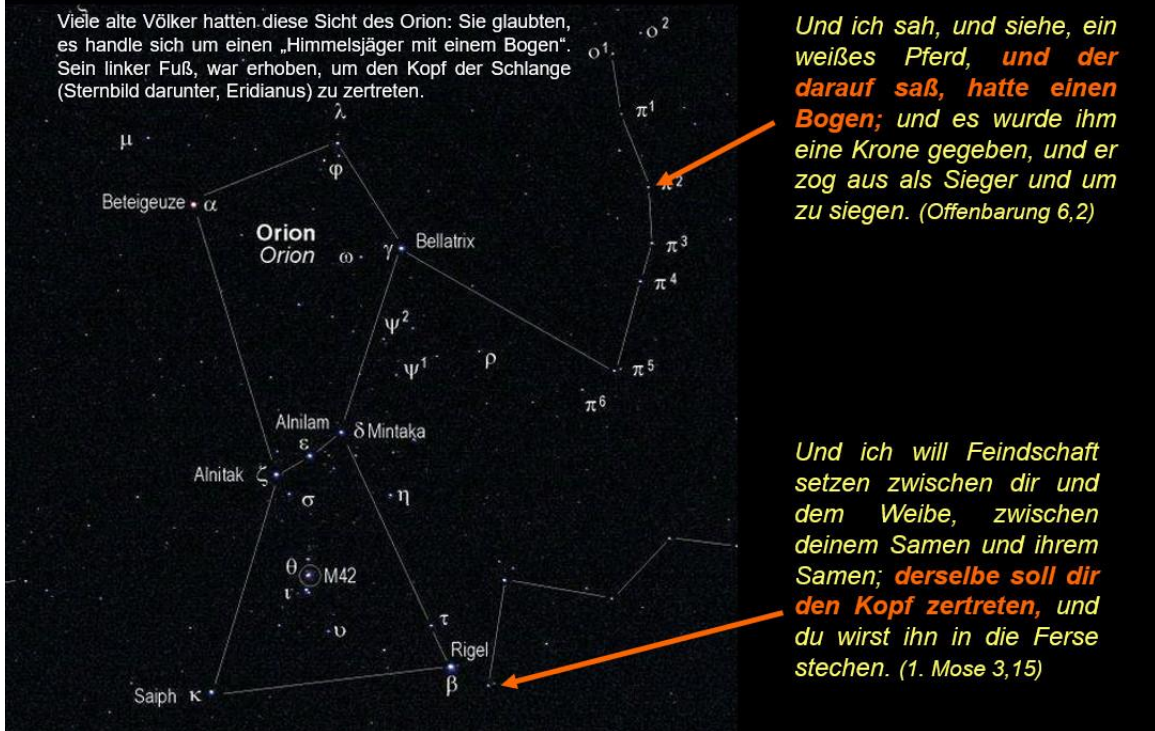 Viele alte Völker hatten diese Sicht des Orion: Sie glaubten,
es handle sich um einen „Himmelsjäger mit einem Bogen“.
Sein linker Fuß, war erhoben, um den Kopf der Schlange
(Sternbild darunter, Eridianus) zu zertreten.
Und ich sah, und siehe, ein
weißes Pferd, und der
darauf saß, hatte einen
Bogen; und es wurde ihm
eine Krone gegeben, und er
zog aus als Sieger und um
zu siegen. (Offenbarung 6,2)
ο2
ο1
π1
λ
μ
φ
π2
Beteigeuze α
Orion
Orion
ω
γ Bellatrix
π3
π4
ψ2
ψ1
ρ
π5
π6
Alnilam
ε
δ Mintaka
Alnitak ζ
σ
η
θ M42
ι
υ
τ
Rigel
β
Saiph κ
Und ich will Feindschaft
setzen zwischen dir und
dem Weibe, zwischen
deinem Samen und ihrem
Samen; derselbe soll dir
den Kopf zertreten, und
du wirst ihn in die Ferse
stechen. (1. Mose 3,15)